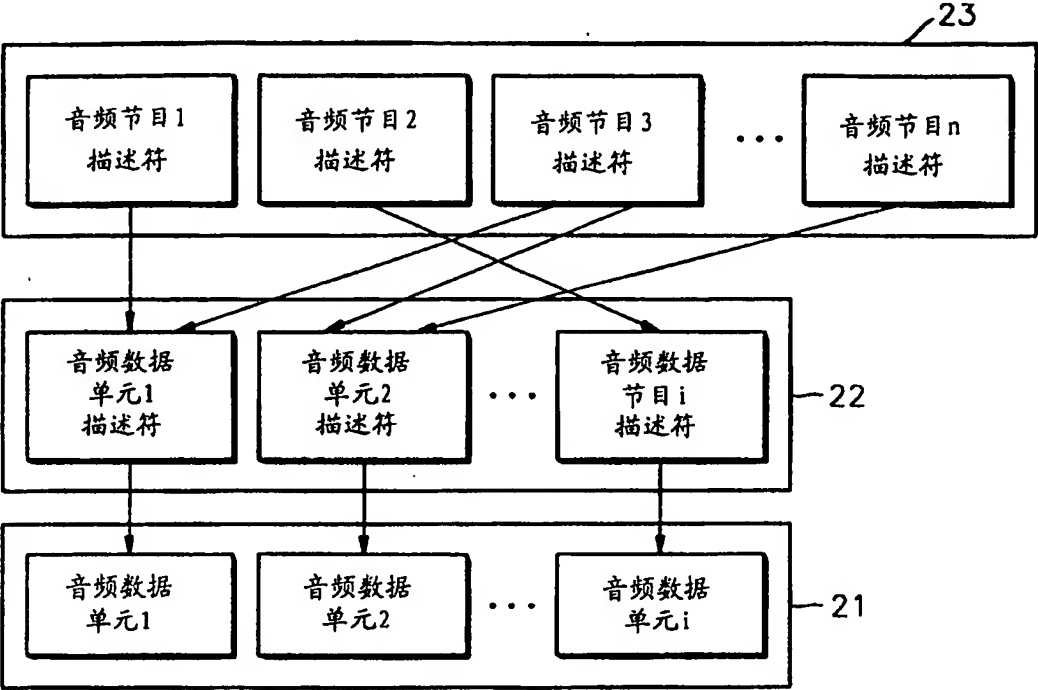 23
音频节目1
描述符
音频节目2
描述符
音频节目3
描述符
...
音频节目n
描述符
音频数据
单元1
描述符
音频数据
单元2
描述符
...
音频数据
节目i
描述符
22
音频数据
单元1
音频数据
单元2
...
音频数据
单元i
21